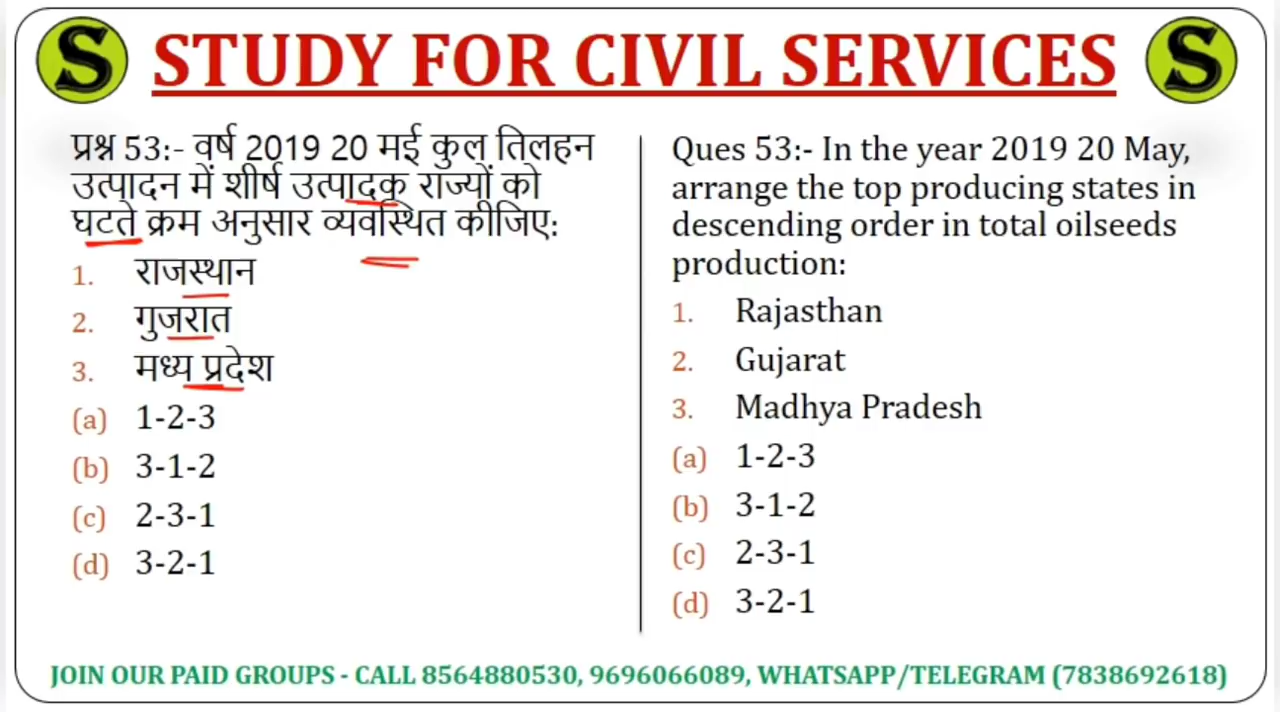 S STUDY FOR CIVIL SERVICES S
प्रश्न 53:- वर्ष 2019 20 मई कुल तिलहन
उत्पादन में शीर्ष उत्पादक राज्यों को
घटते क्रम अनुसार व्यवस्थित कीजिए:
1. राजस्थान
2. गुजरात
3. मध्य प्रदेश
(a) 1-2-3
(b) 3-1-2
(c) 2-3-1
(d) 3-2-1
Ques 53:- In the year 2019 20 May,
arrange the top producing states in
descending order in total oilseeds
production:
1. Rajasthan
2. Gujarat
3. Madhya Pradesh
(a) 1-2-3
(b) 3-1-2
(c) 2-3-1
(d) 3-2-1
JOIN OUR PAID GROUPS - CALL 8564880530, 9696066089, WHATSAPP/TELEGRAM (7838692618)